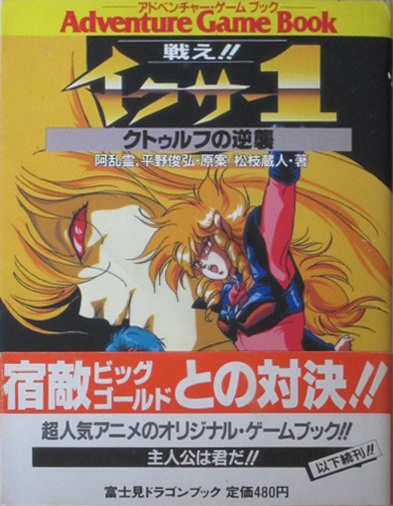 アドベンチャー・ゲーム ブック
Adventure Game Book
戦え!!
イクサー1
クトゥルフの逆襲
阿乱霊,平野俊弘・原案 松枝蔵人・著
宿敵ビッグゴールドとの対決!!
超人気アニメのオリジナル・ゲームブック!!
主人公は君だ!!
以下続刊!!
富士見ドラゴンブック 定価480円